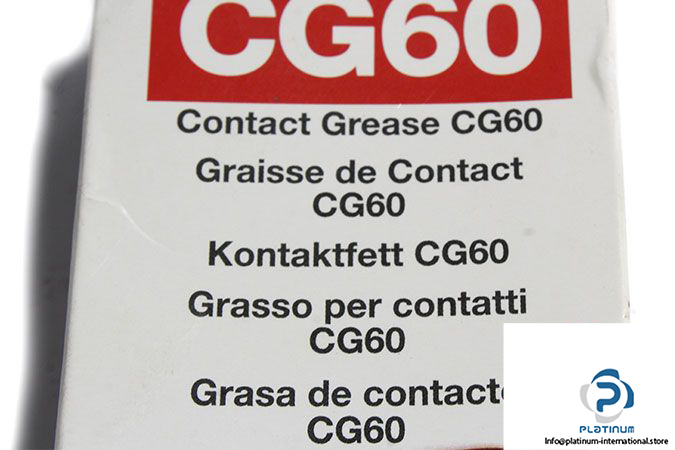 CG60
Contact Grease CG60
Graisse de Contact
CG60
Kontaktfett CG60
Grasso per contatti
CG60
Grasa de contacto
CG60
PLATINUM
Info@platinum-international.store